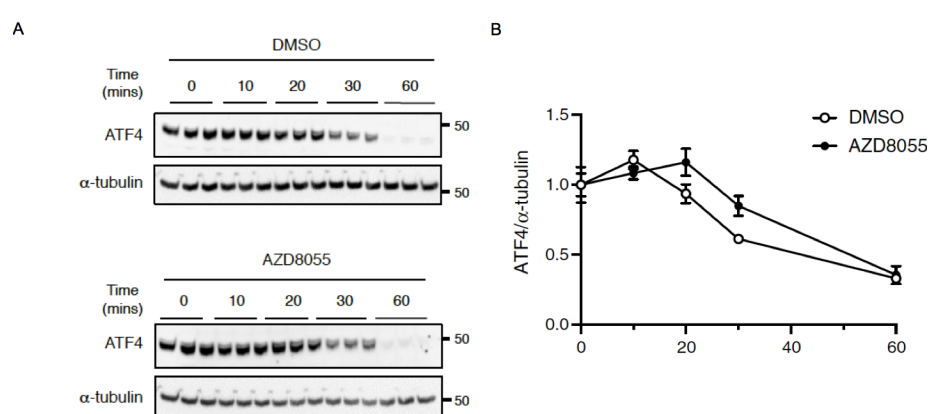 A
DMSO
Time
(mins)
0 10 20 30 60
ATF4
50
α-tubulin
50
AZD8055
Time
(mins)
0 10 20 30 60
ATF4
50
α-tubulin
50
B
DMSO
AZD8055
ATF4/α-tubulin
1.5
1.0
0.5
0.0
0 20 40 60